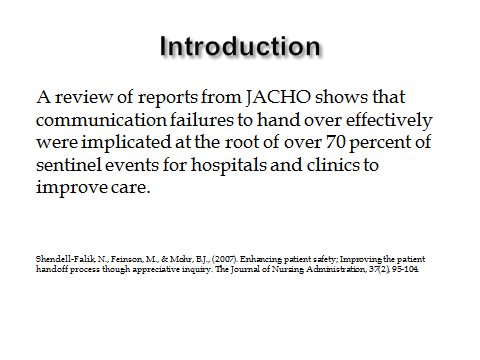 Introduction
A review of reports from JACHO shows that
communication failures to hand over effectively
were implicated at the root of over 70 percent of
sentinel events for hospitals and clinics to
improve care.
Shendell-Falik, N., Feinson, M., & Mohr, B.J., (2007). Enhancing patient safety; Improving the patient
handoff process though appreciative inquiry. The Journal of Nursing Administration, 37(2), 95-104.